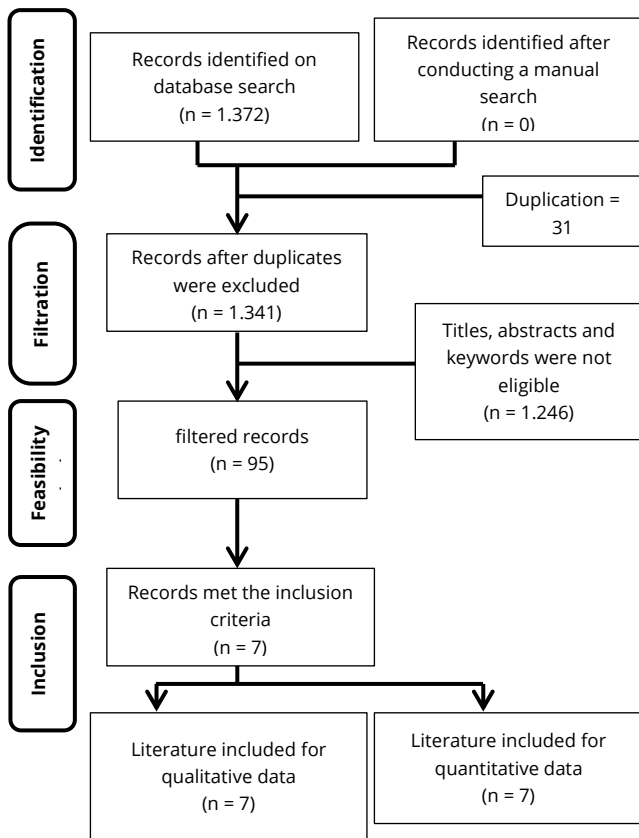 Identification
Records identified on
database search
(n = 1.372)
Records identified after
conducting a manual
search
(n = 0)
Duplication =
31
Filtration
Records after duplicates
were excluded
(n = 1.341)
Titles, abstracts and
keywords were not
eligible
(n = 1.246)
Feasibility
filtered records
(n = 95)
Inclusion
Records met the inclusion
criteria
(n = 7)
Literature included for
qualitative data
(n = 7)
Literature included for
quantitative data
(n = 7)